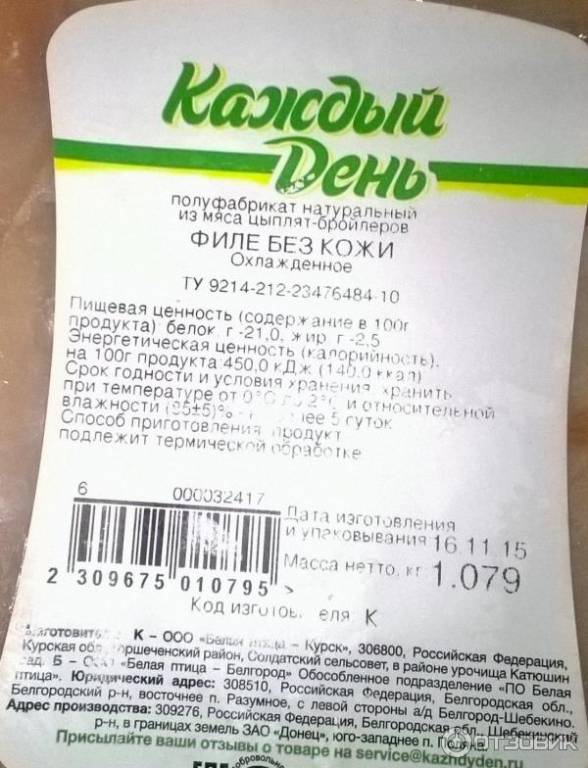 Каждый
День
полуфабрикат натуральный
из мяса цыплят-бройлеров
ФИЛЕ БЕЗ КОЖИ
Охлажденное
ТУ 9214-212-23476484-10
Пищевая ценность (содержание в 100г
продукта) белок, г -21,0, жир, г -2,5
Энергетическая ценность (калорийность),
на 100г продукта 450,0 кДж (140,0 ккал)
Срок годности и условия хранения хранить
при температуре от 0°С до 2°С и относительной
влажности (95±5)% - 5 суток
Способ приготовления продукт
подлежит термической обработке
6 000032417
2 309675 010795 >
Дата изготовления
и упаковывания 16.11.15
Масса нетто, кг 1.079
Код изготовителя К
К – ООО «Белая птица – Курск», 306800, Российская Федерация,
Курская обл., район, Солдатский сельсовет, в районе урочища Катюшин
сад. Б – ООО «Белая птица – Белгород» Обособленное подразделение «ПО Белая
птица». Юридический адрес: 308510, Российская Федерация, Белгородская обл.,
Белгородский р-н, восточнее п. Разумное, с левой стороны а/д Белгород-Шебекино.
Адрес производства: 309276, Российская Федерация, Белгородская обл., Шебекинский
р-н, в границах земель ЗАО «Донец», юго-западнее п.
Присылайте ваши отзывы о товаре на service@kazhdyden.ru
ОТЗОВИК